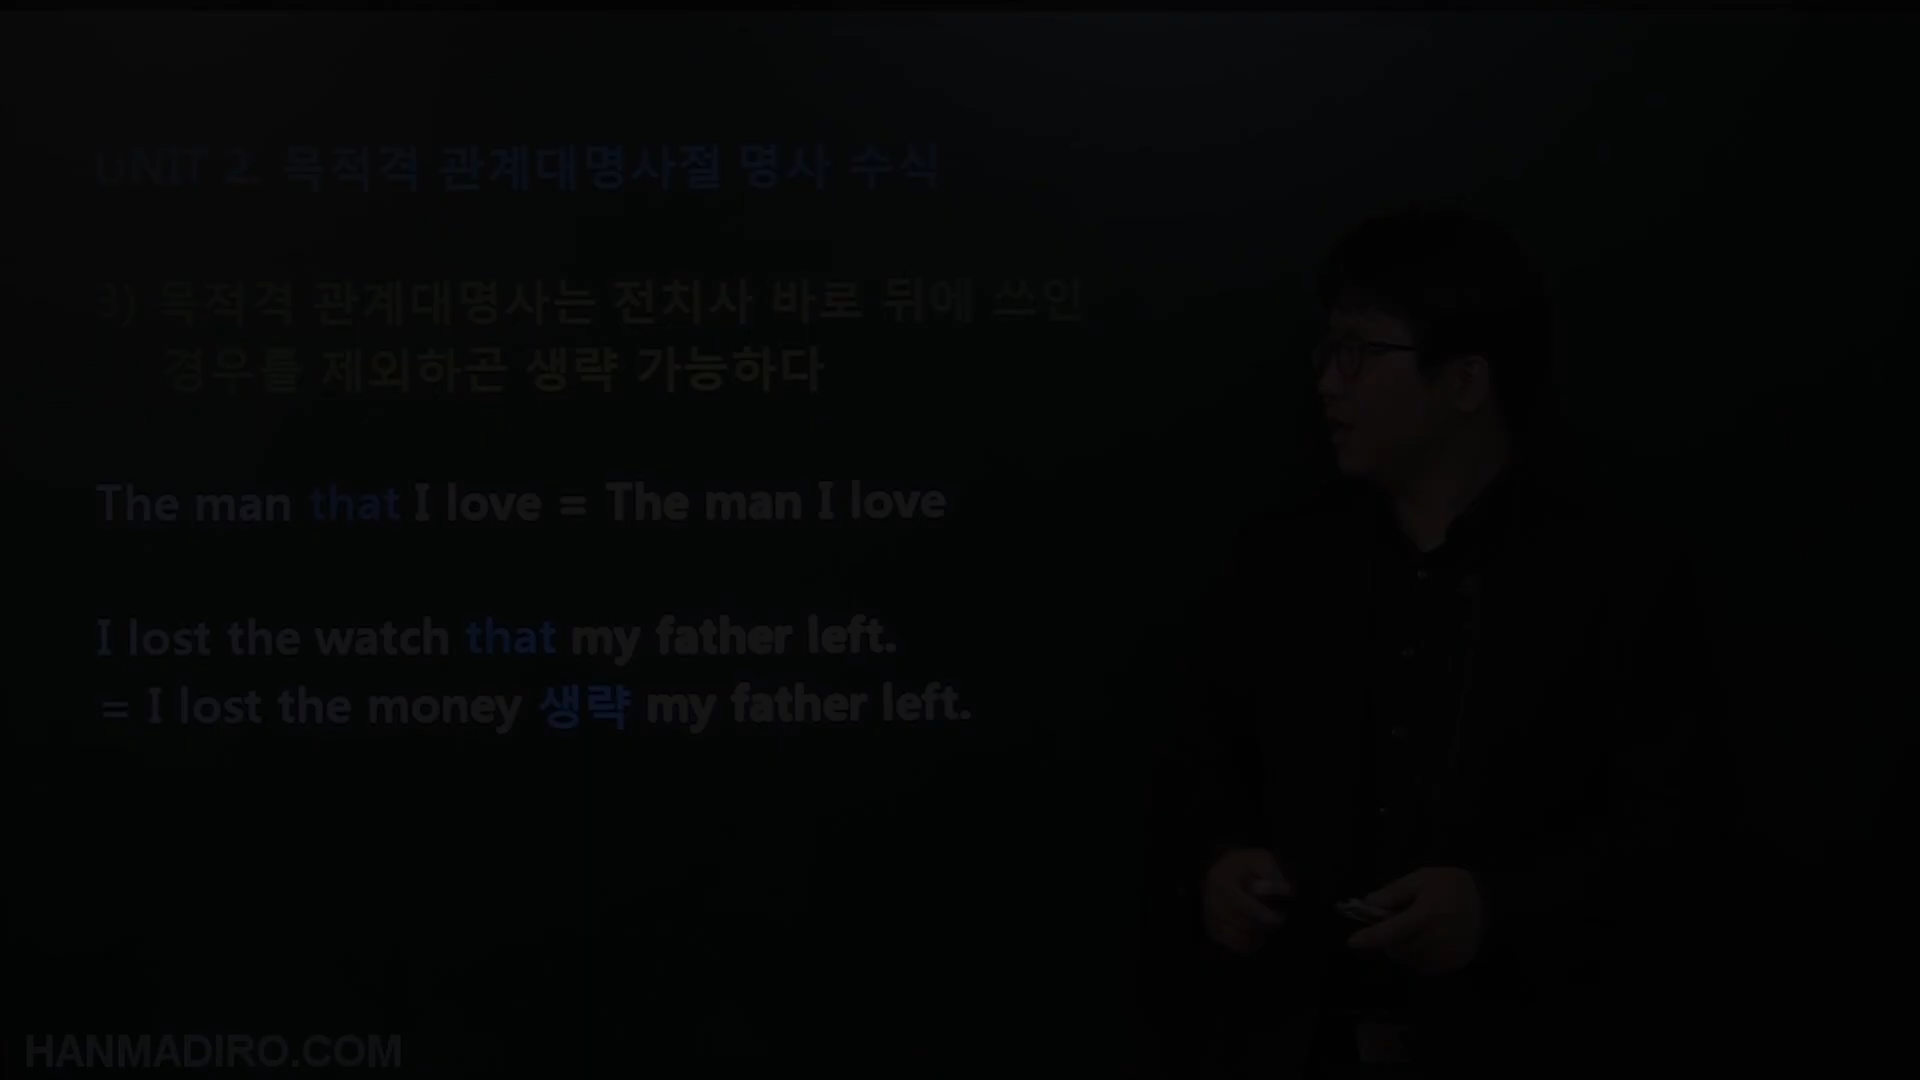 UNIT 2. 목적격 관계대명사절 명사 수식
3) 목적격 관계대명사는 전치사 바로 뒤에 쓰인
경우를 제외하곤 생략 가능하다
The man that I love = The man I love
I lost the watch that my father left.
= I lost the money 생략 my father left.
HANMADIRO.COM